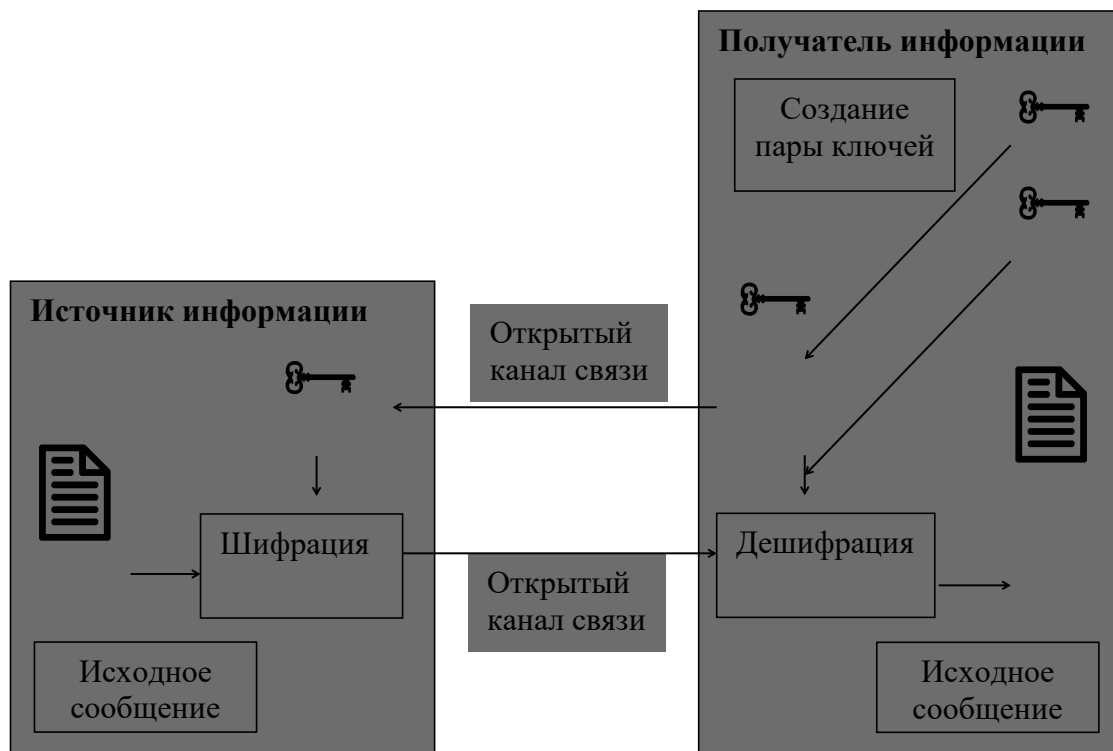 Получатель информации
Создание
пары ключей
Источник информации
Открытый
канал связи
Шифрация
Дешифрация
Открытый
канал связи
Исходное
сообщение
Исходное
сообщение